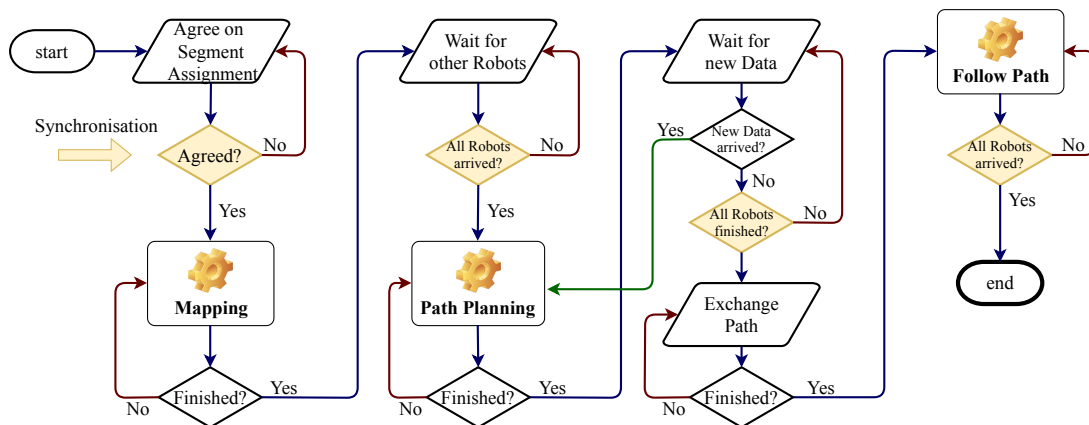 start
Agree on
Segment
Assignment
Synchronisation
Agreed?
No
Yes
Mapping
Finished?
No
Yes
Wait for
other Robots
All Robots
arrived?
No
Yes
Path Planning
Finished?
No
Yes
Wait for
new Data
New Data
arrived?
Yes
No
All Robots
finished?
No
Exchange
Path
Finished?
No
Yes
Follow Path
All Robots
arrived?
No
Yes
end